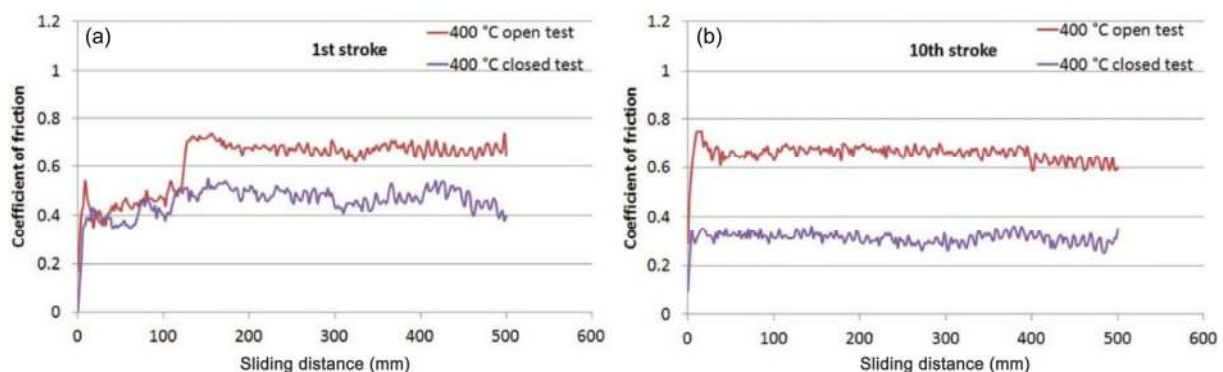 (a)
1st stroke
400 °C open test
400 °C closed test
1.2
1
0.8
0.6
0.4
0.2
0
Coefficient of friction
0
100
200
300
400
500
600
Sliding distance (mm)
(b)
10th stroke
400 °C open test
400 °C closed test
1.2
1
0.8
0.6
0.4
0.2
0
Coefficient of friction
0
100
200
300
400
500
600
Sliding distance (mm)